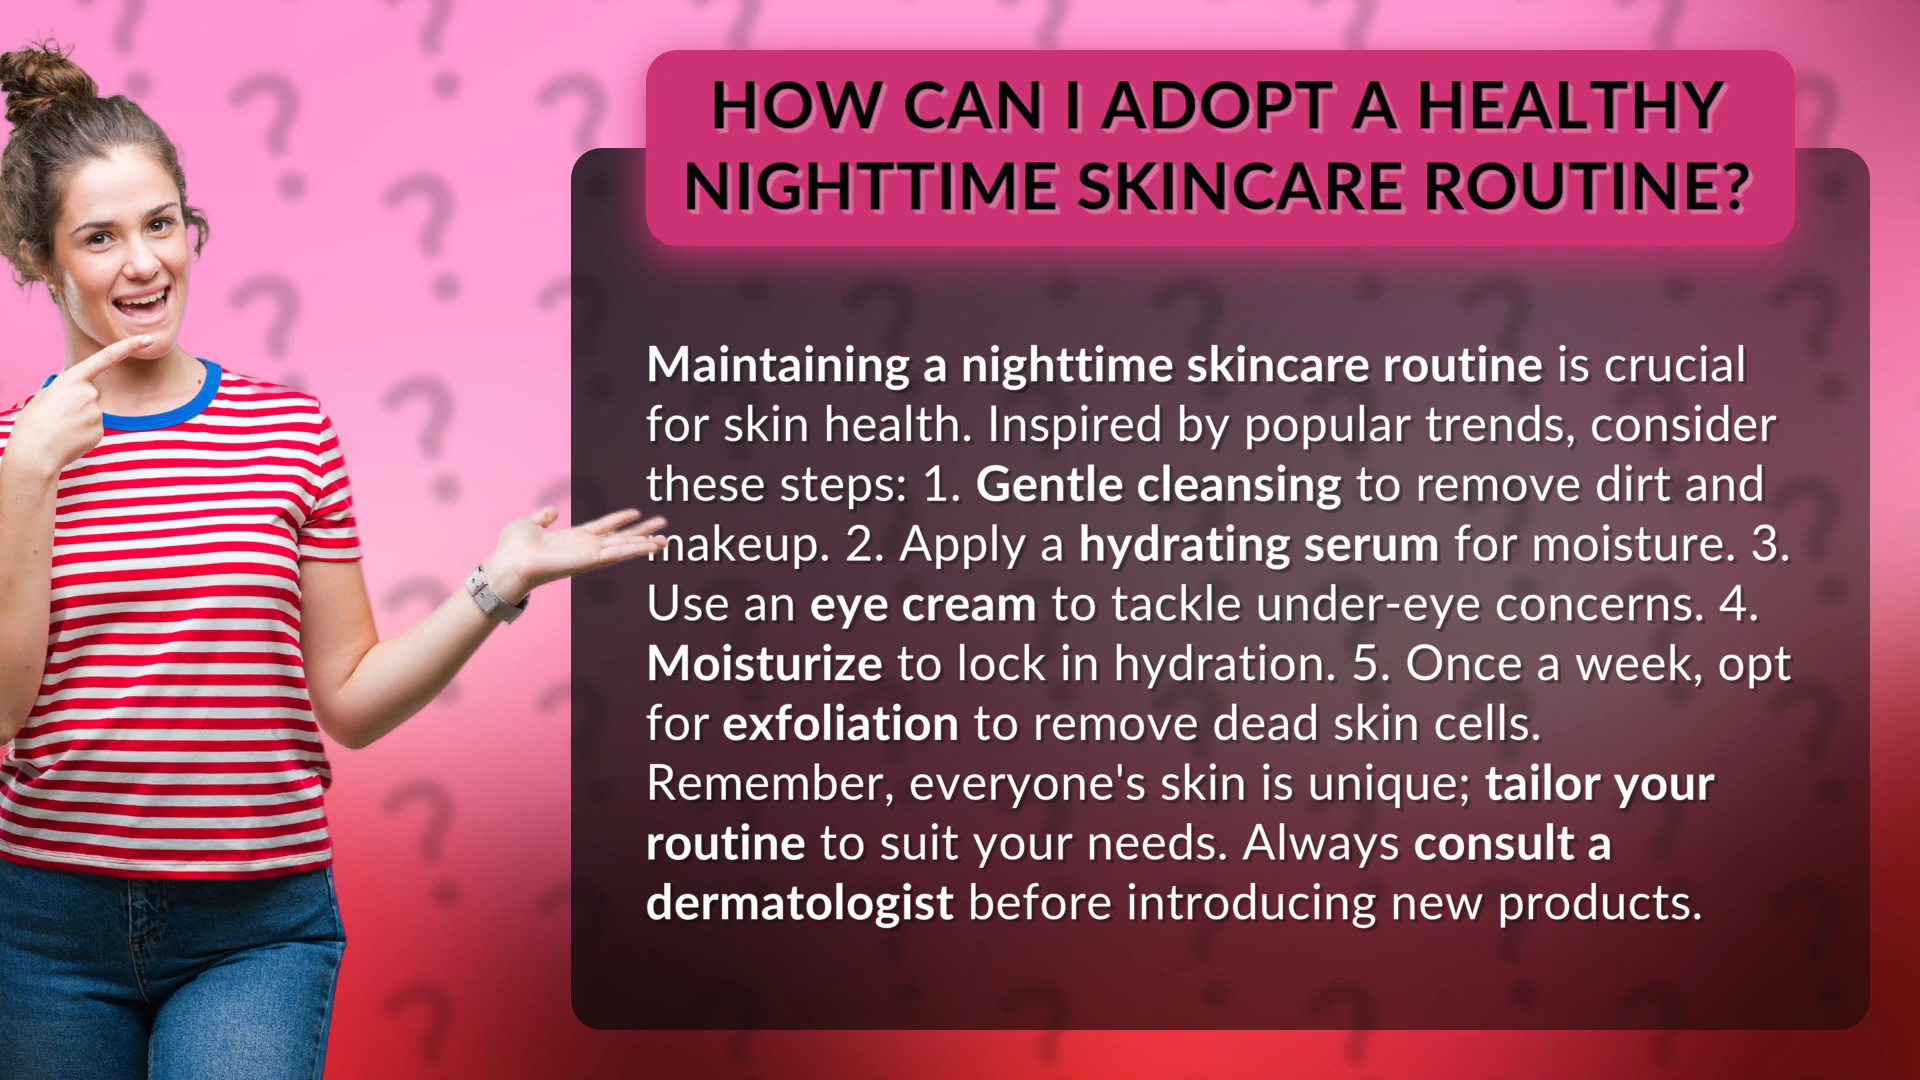 HOW CAN I ADOPT A HEALTHY
NIGHTTIME SKINCARE ROUTINE?
Maintaining a nighttime skincare routine is crucial
for skin health. Inspired by popular trends, consider
these steps: 1. Gentle cleansing to remove dirt and
makeup. 2. Apply a hydrating serum for moisture. 3.
Use an eye cream to tackle under-eye concerns. 4.
Moisturize to lock in hydration. 5. Once a week, opt
for exfoliation to remove dead skin cells.
Remember, everyone's skin is unique; tailor your
routine to suit your needs. Always consult a
dermatologist before introducing new products.